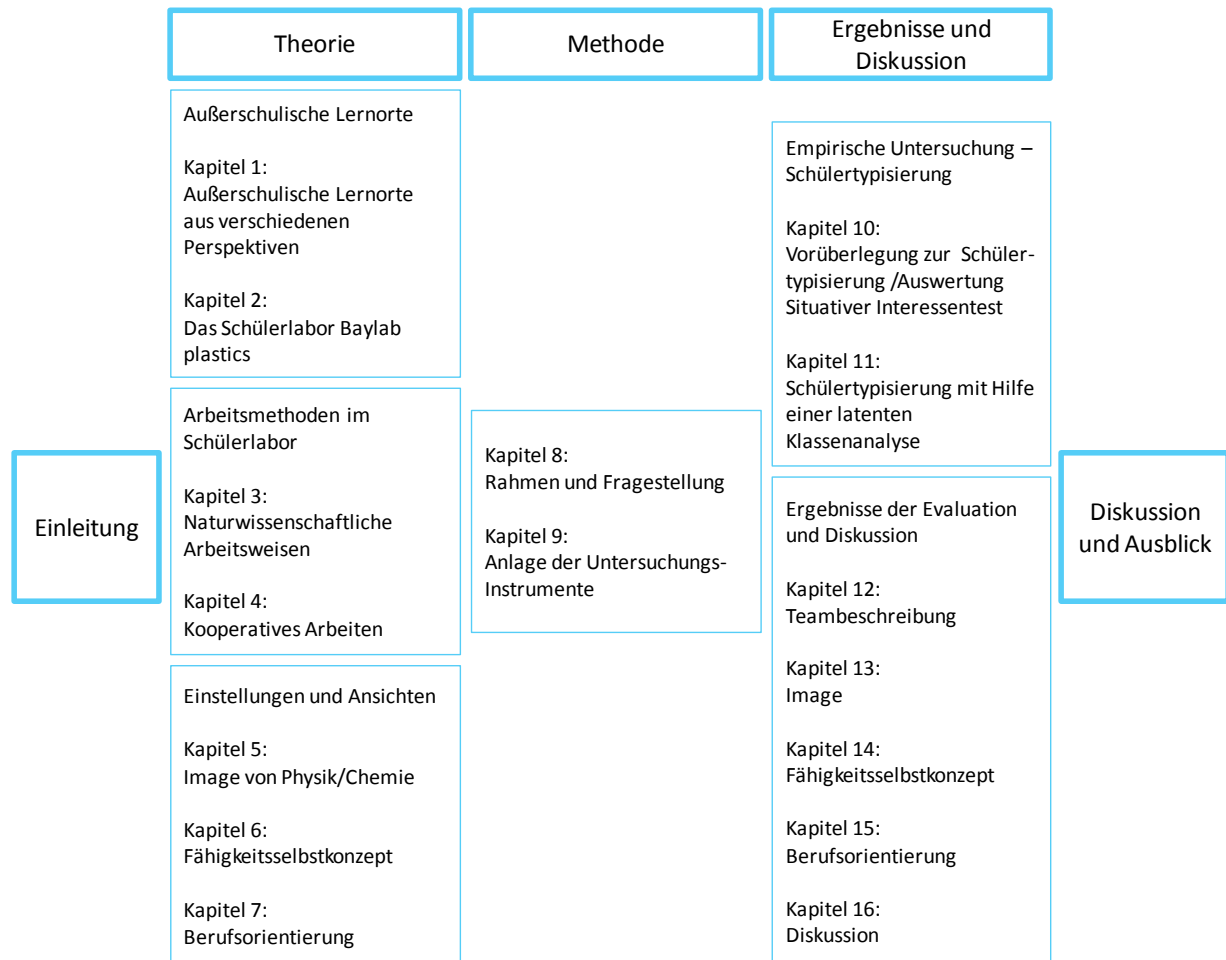 Einleitung
Theorie
Außerschulische Lernorte
Kapitel 1:
Außerschulische Lernorte
aus verschiedenen
Perspektiven
Kapitel 2:
Das Schülerlabor Baylab
plastics
Arbeitsmethoden im
Schülerlabor
Kapitel 3:
Naturwissenschaftliche
Arbeitsweisen
Kapitel 4:
Kooperatives Arbeiten
Einstellungen und Ansichten
Kapitel 5:
Image von Physik/Chemie
Kapitel 6:
Fähigkeitsselbstkonzept
Kapitel 7:
Berufsorientierung
Methode
Kapitel 8:
Rahmen und Fragestellung
Kapitel 9:
Anlage der Untersuchungs-
Instrumente
Ergebnisse und
Diskussion
Empirische Untersuchung –
Schülertypisierung
Kapitel 10:
Vorüberlegung zur Schüler-
typisierung /Auswertung
Situativer Interessentest
Kapitel 11:
Schülertypisierung mit Hilfe
einer latenten
Klassenanalyse
Ergebnisse der Evaluation
und Diskussion
Kapitel 12:
Teambeschreibung
Kapitel 13:
Image
Kapitel 14:
Fähigkeitsselbstkonzept
Kapitel 15:
Berufsorientierung
Kapitel 16:
Diskussion
Diskussion
und Ausblick